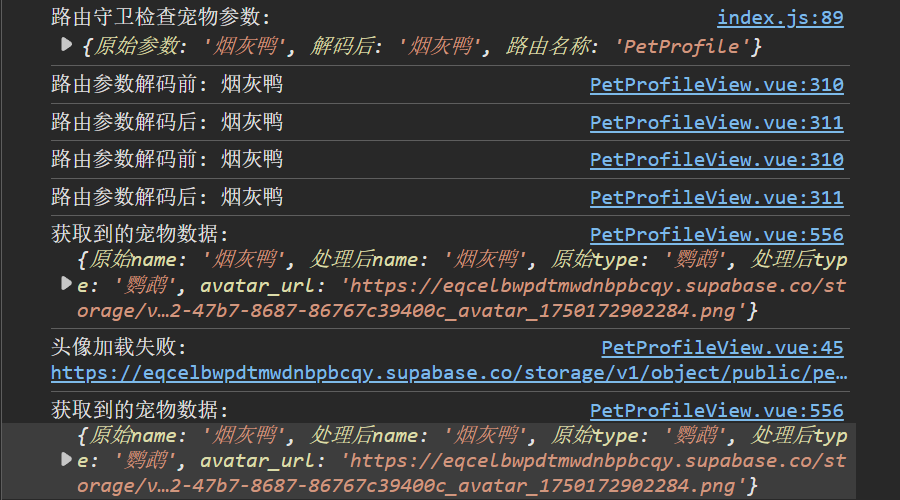 路由守卫检查宠物参数: index.js:89
{原始参数: '烟灰鸭', 解码后: '烟灰鸭', 路由名称: 'PetProfile'}
路由参数解码前: 烟灰鸭 PetProfileView.vue:310
路由参数解码后: 烟灰鸭 PetProfileView.vue:311
路由参数解码前: 烟灰鸭 PetProfileView.vue:310
路由参数解码后: 烟灰鸭 PetProfileView.vue:311
获取到的宠物数据: PetProfileView.vue:556
{原始name: '烟灰鸭', 处理后name: '烟灰鸭', 原始type: '鹦鹉', 处理后typ
e: '鹦鹉', avatar_url: 'https://eqcelbwpdtmwdnbpbcqy.supabase.co/st
orage/v…2-47b7-8687-86767c39400c_avatar_1750172902284.png'}
头像加载失败: PetProfileView.vue:45
https://eqcelbwpdtmwdnbpbcqy.supabase.co/storage/v1/object/public/pe…
获取到的宠物数据: PetProfileView.vue:556
{原始name: '烟灰鸭', 处理后name: '烟灰鸭', 原始type: '鹦鹉', 处理后typ
e: '鹦鹉', avatar_url: 'https://eqcelbwpdtmwdnbpbcqy.supabase.co/st
orage/v…2-47b7-8687-86767c39400c_avatar_1750172902284.png'}